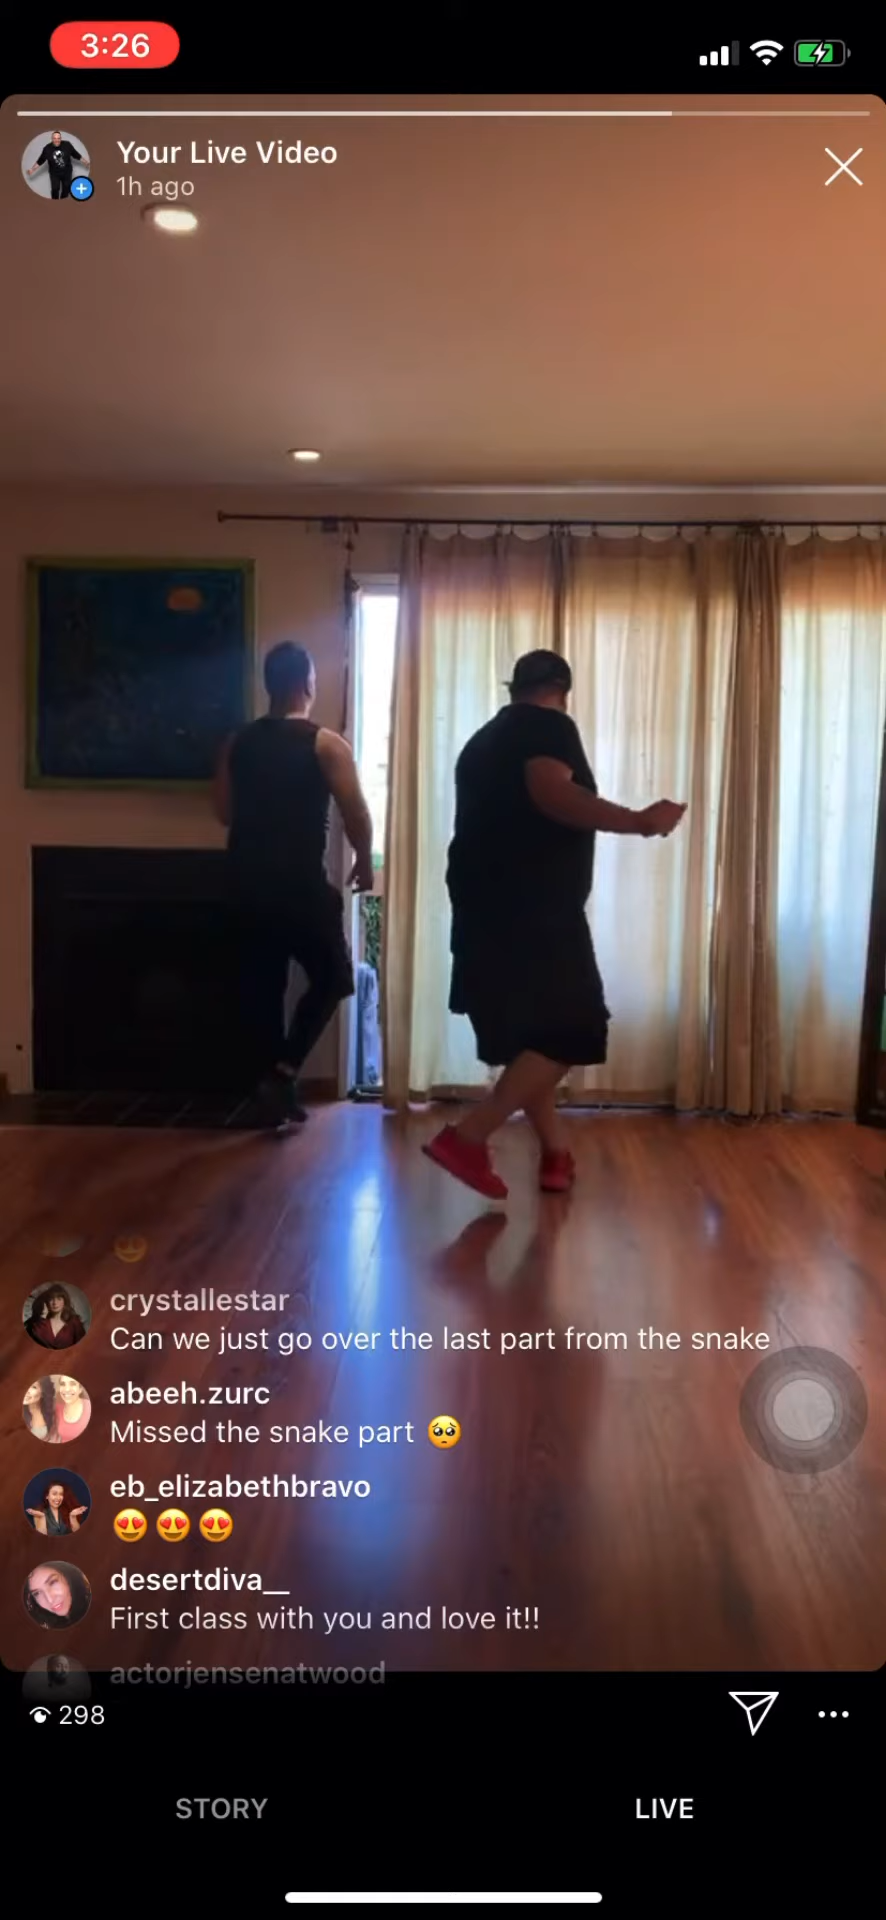 3:26
Your Live Video
1h ago
crystallestar
Can we just go over the last part from the snake
abeeh.zurc
Missed the snake part 🥺
eb_elizabethbravo
😍😍😍
desertdiva__
First class with you and love it!!
actorjensenatwood
298
STORY
LIVE